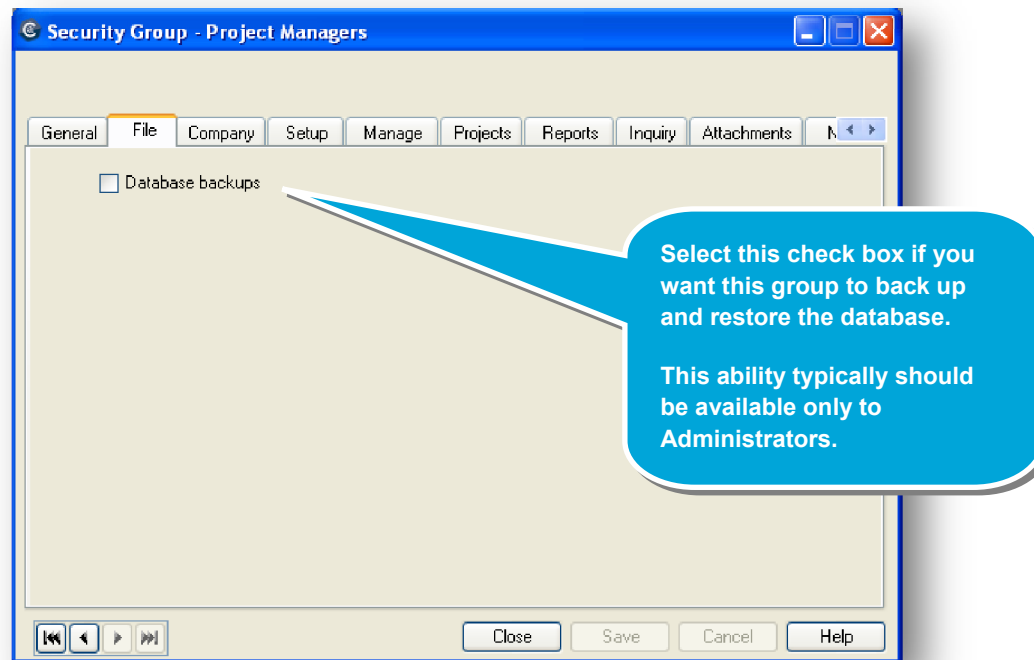 Security Group - Project Managers
General File Company Setup Manage Projects Reports Inquiry Attachments
Database backups
Select this check box if you
want this group to back up
and restore the database.
This ability typically should
be available only to
Administrators.
Close Save Cancel Help